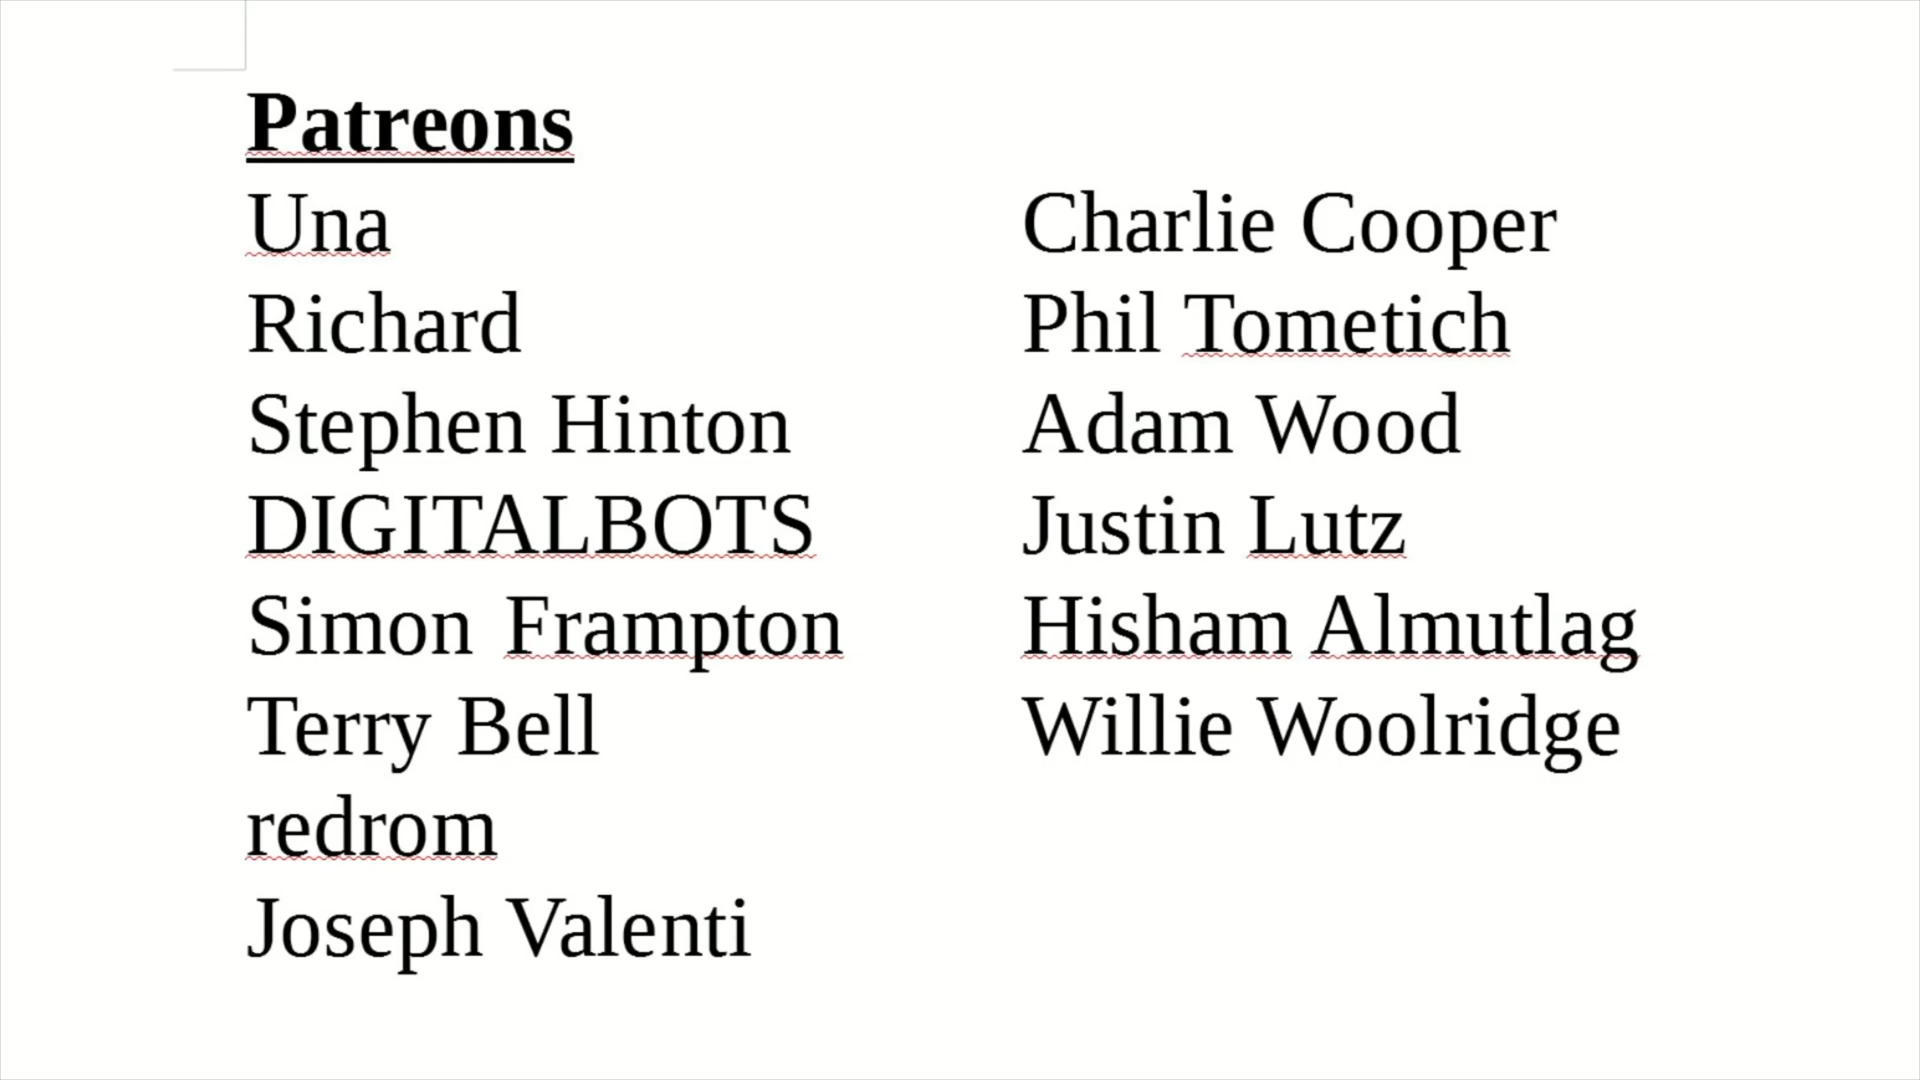 Patreons
Una
Richard
Stephen Hinton
DIGITALBOTS
Simon Frampton
Terry Bell
redrom
Joseph Valenti
Charlie Cooper
Phil Tometich
Adam Wood
Justin Lutz
Hisham Almutlag
Willie Woolridge